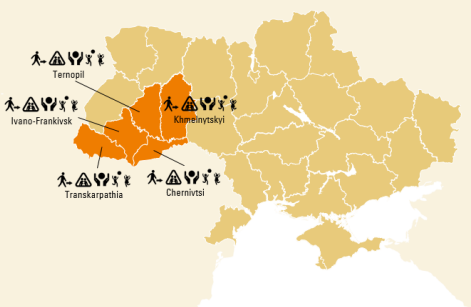 Ternopil
Ivano-Frankivsk
Khmelnytskyi
Transkarpathia
Chernivtsi